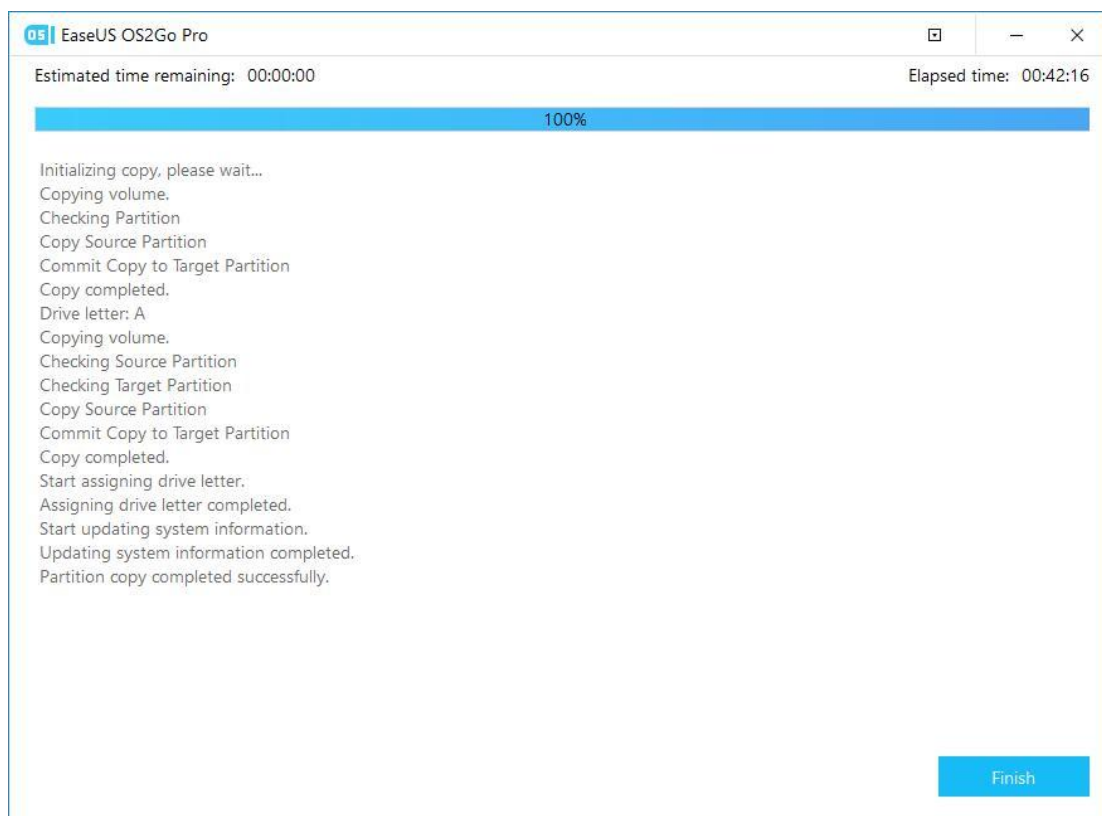 OS EaseUS OS2Go Pro
Estimated time remaining: 00:00:00 Elapsed time: 00:42:16
100%
Initializing copy, please wait...
Copying volume.
Checking Partition
Copy Source Partition
Commit Copy to Target Partition
Copy completed.
Drive letter: A
Copying volume.
Checking Source Partition
Checking Target Partition
Copy Source Partition
Commit Copy to Target Partition
Copy completed.
Start assigning drive letter.
Assigning drive letter completed.
Start updating system information.
Updating system information completed.
Partition copy completed successfully.
Finish